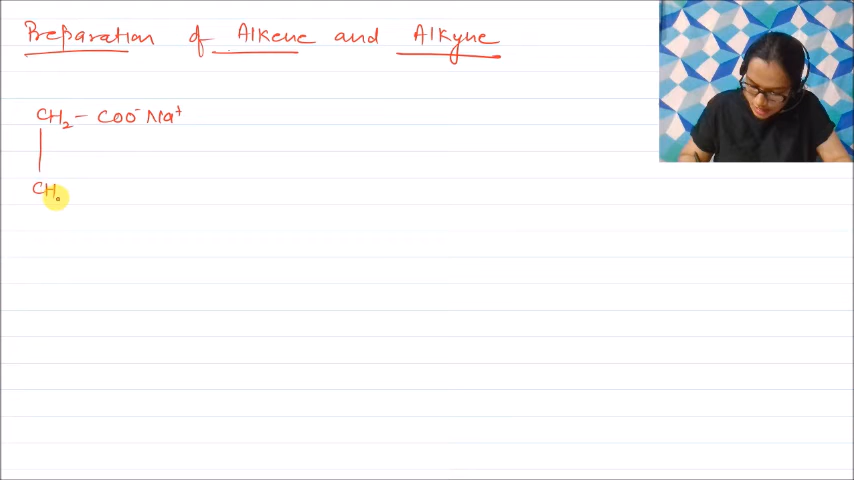 Preparation of Alkene and Alkyne
CH₂ – COO⁻Na⁺
CH